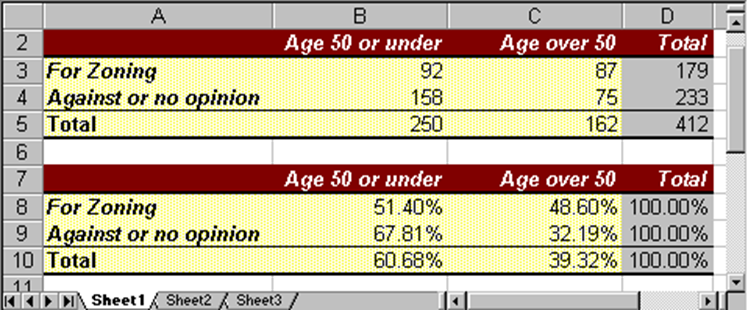 A B C D
2 Age 50 or under Age over 50 Total
3 For Zoning 92 87 179
4 Against or no opinion 158 75 233
5 Total 250 162 412
6
7 Age 50 or under Age over 50 Total
8 For Zoning 51.40% 48.60% 100.00%
9 Against or no opinion 67.81% 32.19% 100.00%
10 Total 60.68% 39.32% 100.00%
11
Sheet1 Sheet2 Sheet3